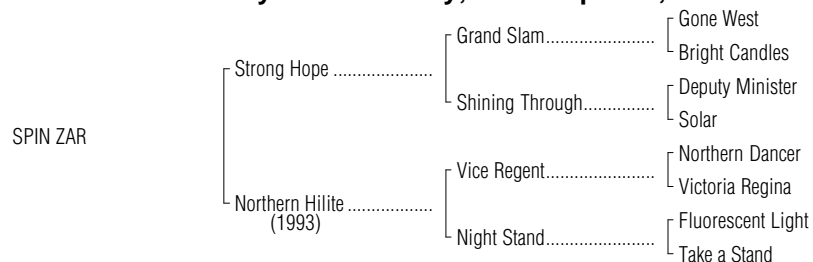 Gone West
Grand Slam......................
Bright Candles
Strong Hope .....................
Deputy Minister
Shining Through...............
Solar
SPIN ZAR
Northern Dancer
Vice Regent.......................
Victoria Regina
Northern Hilite ..................
(1993)
Fluorescent Light
Night Stand.......................
Take a Stand